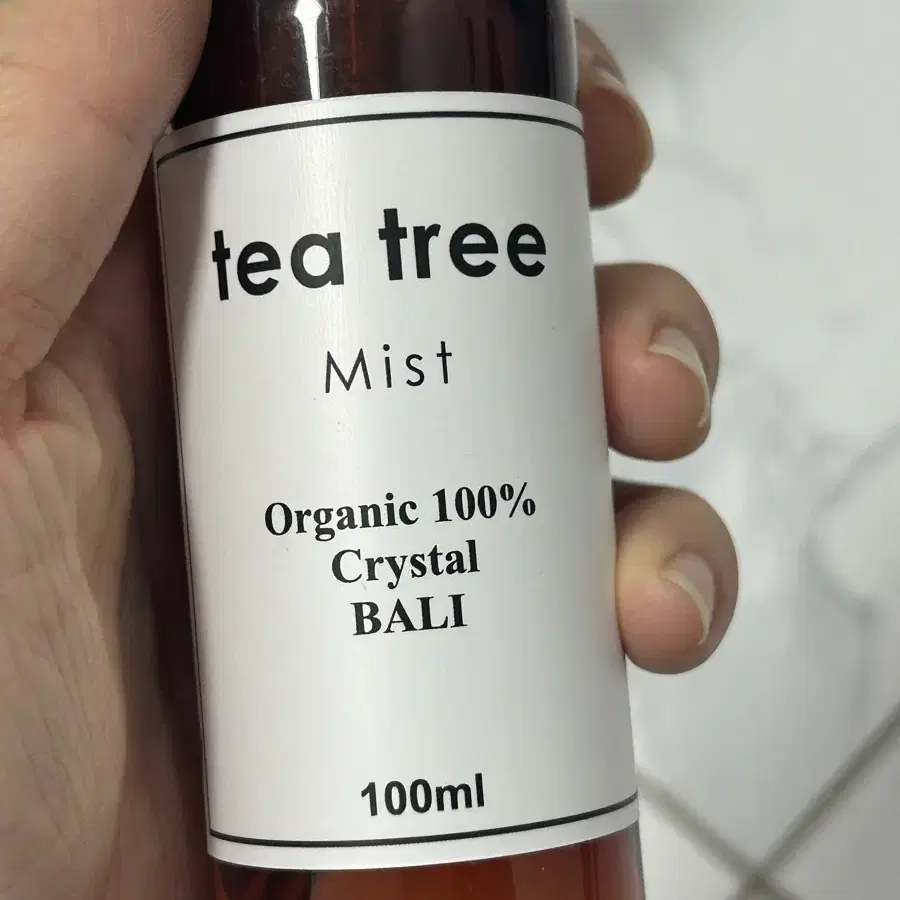 tea tree
Mist
Organic 100%
Crystal
BALI
100ml